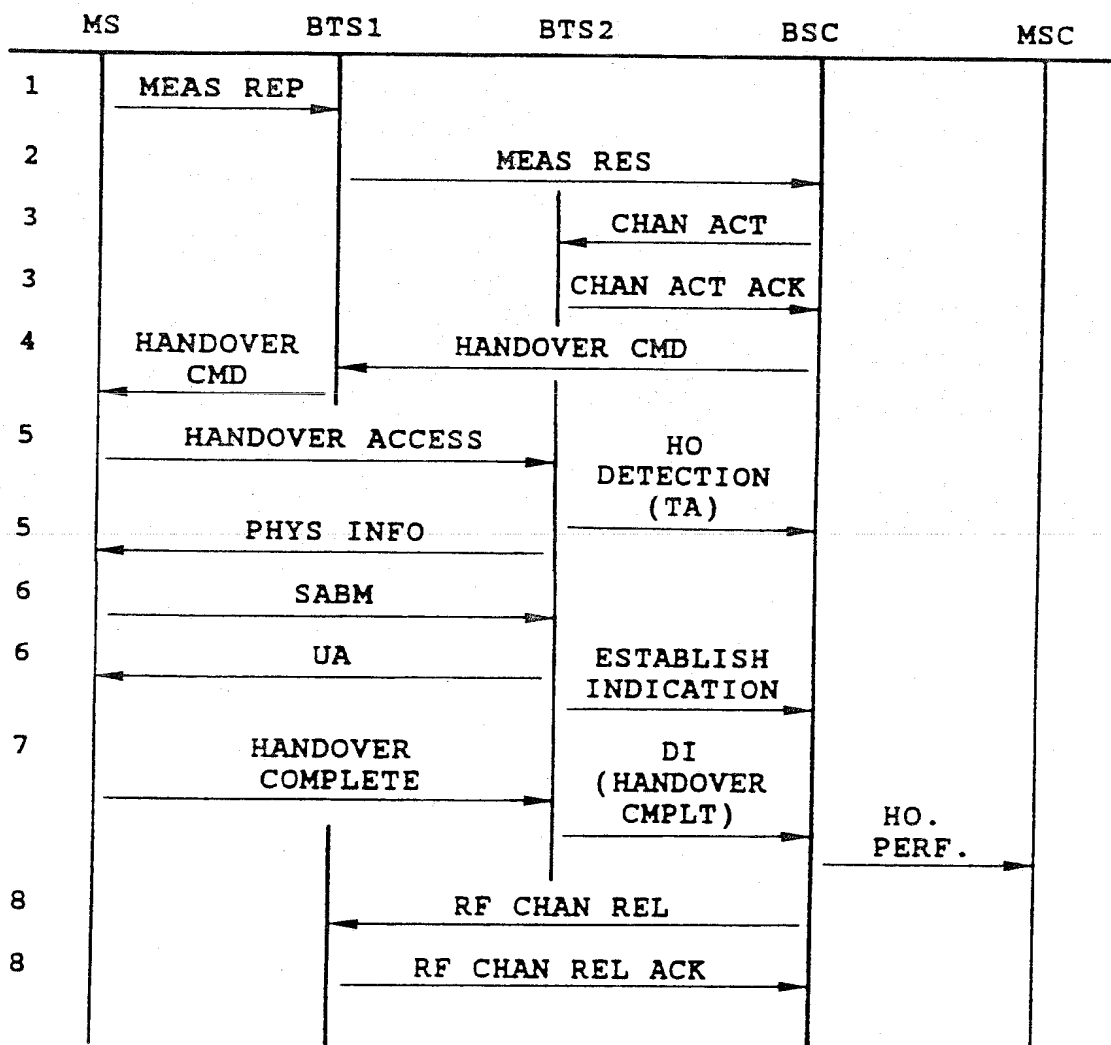 MS BTS1 BTS2 BSC MSC
1 MEAS REP
2 MEAS RES
3 CHAN ACT
3 CHAN ACT ACK
4 HANDOVER CMD HANDOVER CMD
5 HANDOVER ACCESS HO
DETECTION
(TA)
5 PHYS INFO
6 SABM
6 UA ESTABLISH
INDICATION
7 HANDOVER DI
COMPLETE (HANDOVER
CMPLT) HO.
PERF.
8 RF CHAN REL
8 RF CHAN REL ACK